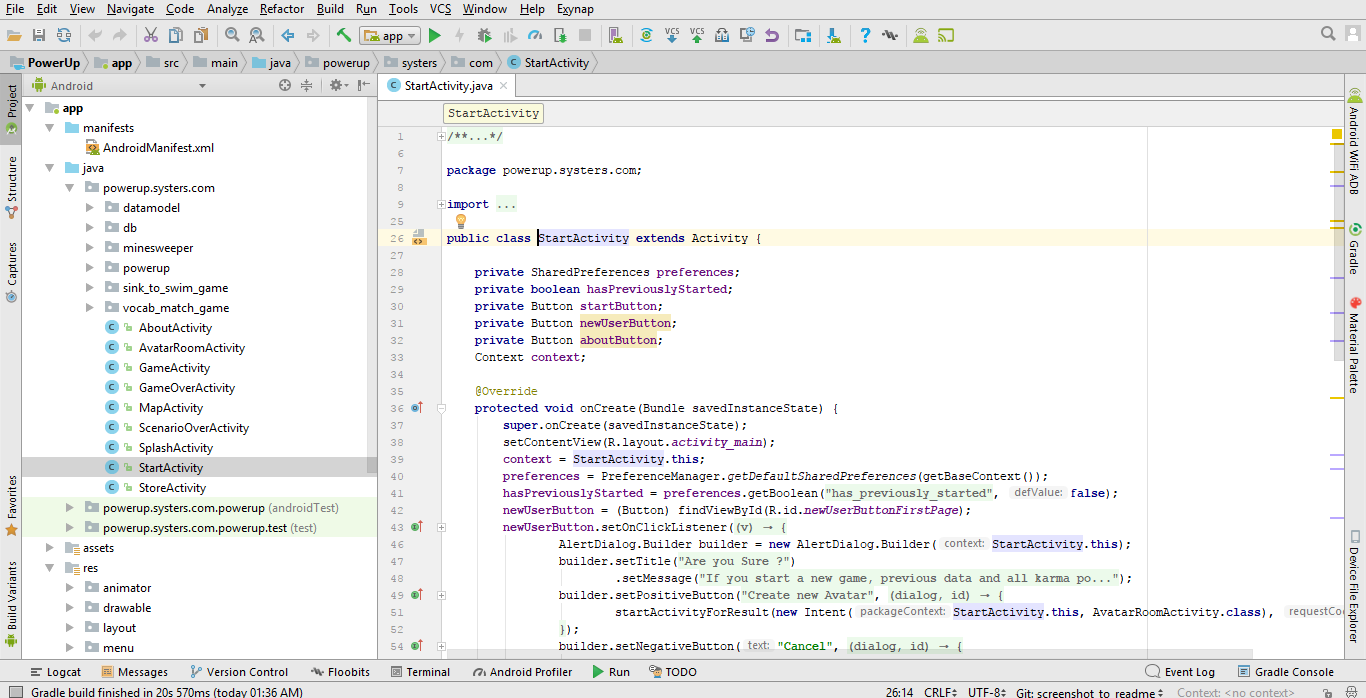 File Edit View Navigate Code Analyze Refactor Build Run Tools VCS Window Help Exynap
app
VCS VCS
PowerUp app src main java powerup systers com StartActivity
Project
Structure
Captures
Favorites
Build Variants
Android
app
manifests
AndroidManifest.xml
java
powerup.systers.com
datamodel
db
minesweeper
powerup
sink_to_swim_game
vocab_match_game
AboutActivity
AvatarRoomActivity
GameActivity
GameOverActivity
MapActivity
ScenarioOverActivity
SplashActivity
StartActivity
StoreActivity
powerup.systers.com.powerup (androidTest)
powerup.systers.com.powerup.test (test)
assets
res
animator
drawable
layout
menu
StartActivity.java
StartActivity
1 /**...*/
6
7 package powerup.systers.com;
8
9 import ...
25
26 public class StartActivity extends Activity {
27
28 private SharedPreferences preferences;
29 private boolean hasPreviouslyStarted;
30 private Button startButton;
31 private Button newUserButton;
32 private Button aboutButton;
33 Context context;
34
35 @Override
36 protected void onCreate(Bundle savedInstanceState) {
37 super.onCreate(savedInstanceState);
38 setContentView(R.layout.activity_main);
39 context = StartActivity.this;
40 preferences = PreferenceManager.getDefaultSharedPreferences(getBaseContext());
41 hasPreviouslyStarted = preferences.getBoolean("has_previously_started", defValue: false);
42 newUserButton = (Button) findViewById(R.id.newUserButtonFirstPage);
43 newUserButton.setOnClickListener((v) → {
46 AlertDialog.Builder builder = new AlertDialog.Builder( context: StartActivity.this);
47 builder.setTitle("Are you Sure ?")
48 .setMessage("If you start a new game, previous data and all karma po...");
49 builder.setPositiveButton("Create new Avatar", (dialog, id) → {
51 startActivityForResult(new Intent( packageContext: StartActivity.this, AvatarRoomActivity.class), requestCo
52 });
54 builder.setNegativeButton( text: "Cancel", (dialog, id) → {
Android WiFi ADB
Gradle
Material Palette
Device File Explorer
Logcat Messages Version Control Floobits Terminal Android Profiler Run TODO Event Log Gradle Console
Gradle build finished in 20s 570ms (today 01:36 AM) 26:14 CRLF UTF-8 Git: screenshot_to_readme Context: <no context>